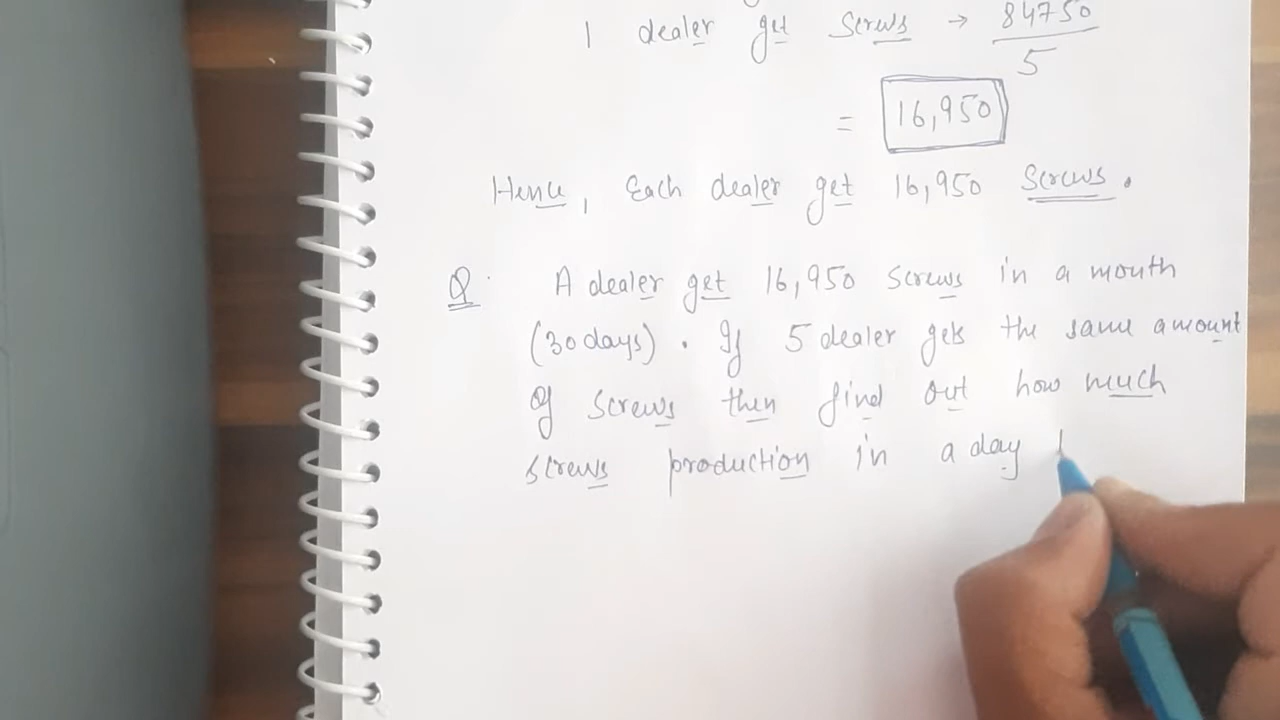 1 dealer get Screws → 84750
5
= 16,950
Hence, Each dealer get 16,950 Screws.
Q. A dealer get 16,950 Screws in a mouth
(30 days). If 5 dealer gets the same amount
of screws then find out how much
screws production in a day